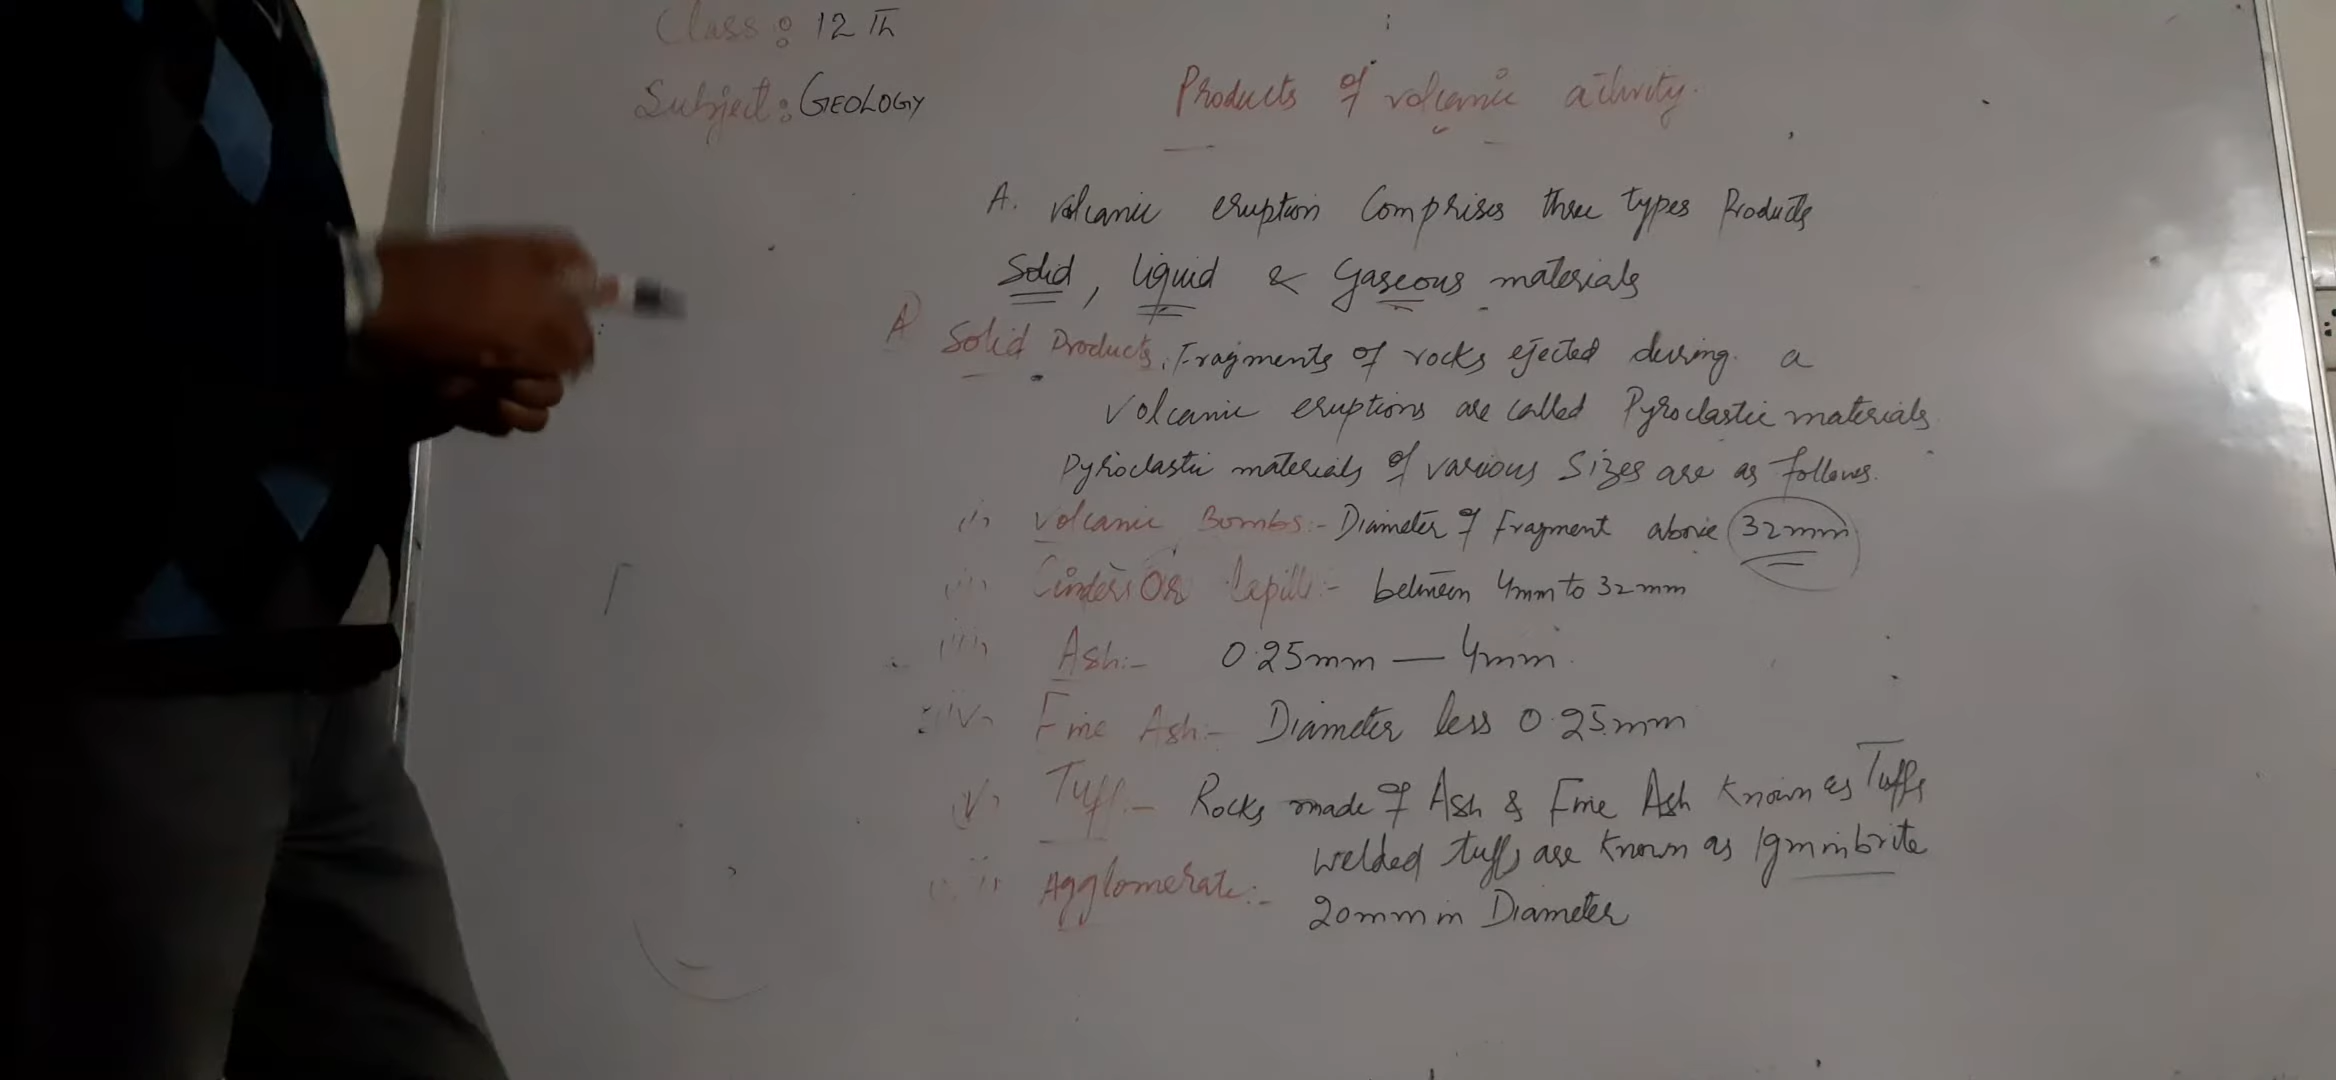 Class: 12 Th
Subject: GEOLOGY
Products of volcanic activity.
A. volcanic eruption Comprises three types Products
Solid, liquid & Gaseous materials
A Solid Products. Fragments of rocks ejected during a
Volcanic eruptions are called Pyroclastic materials
Pyroclastic materials of various Sizes are as follows.
(i) Volcanic Bombs:- Diameter of fragment above 32mm
(ii) Cinders Or Lapilli:- between 4mm to 32mm
(iii) Ash:- 0.25mm — 4mm.
(iv) Fine Ash:- Diameter less 0.25mm
(v) Tuff:- Rocks made of Ash & Fine Ash Known as Tuffs
welded tuffs are known as Ignminbrite
Agglomerate:- 20mm in Diameter